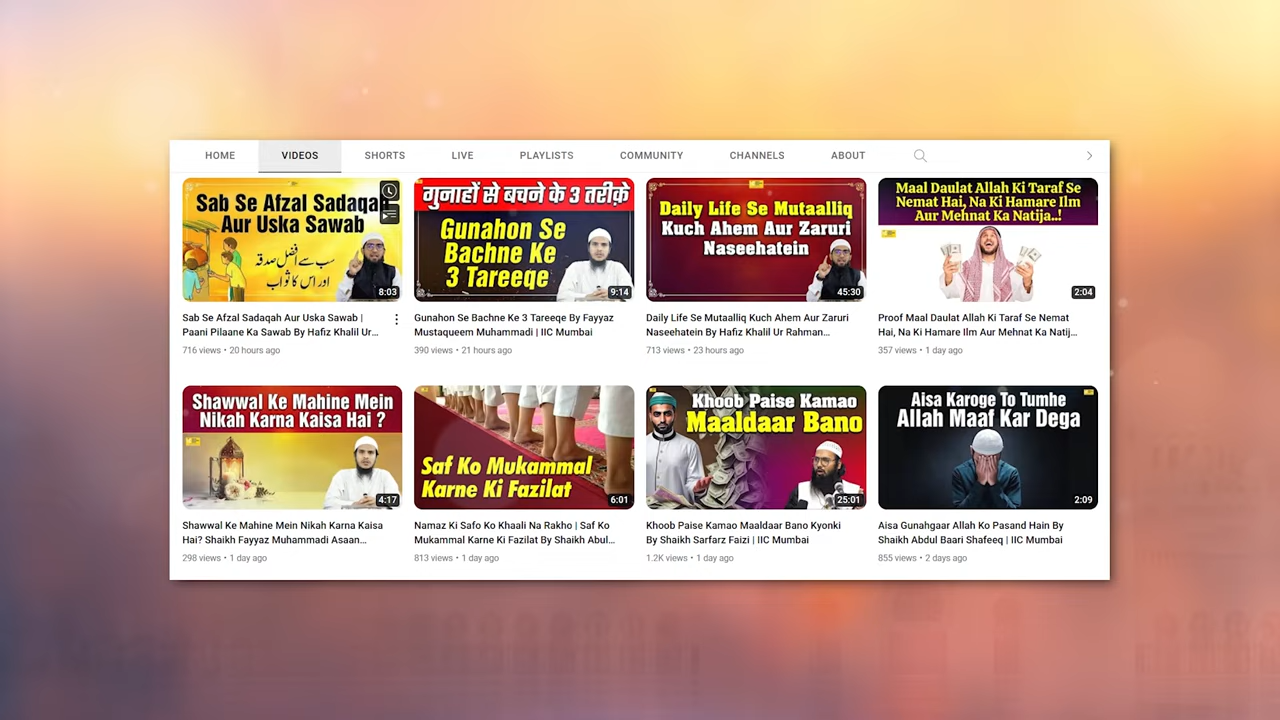 HOME VIDEOS SHORTS LIVE PLAYLISTS COMMUNITY CHANNELS ABOUT
Sab Se Afzal Sadaqah
Aur Uska Sawab
سب سے افضل صدقہ
اور اس کا ثواب
8:03
गुनाहों से बचने के 3 तरीक़े
Gunahon Se
Bachne Ke
3 Tareeqe
9:14
Daily Life Se Mutaalliq
Kuch Ahem Aur Zaruri
Naseehatein
45:30
Maal Daulat Allah Ki Taraf Se
Nemat Hai, Na Ki Hamare Ilm
Aur Mehnat Ka Natija..!
2:04
Sab Se Afzal Sadaqah Aur Uska Sawab |
Paani Pilaane Ka Sawab By Hafiz Khalil Ur...
716 views • 20 hours ago
Gunahon Se Bachne Ke 3 Tareeqe By Fayyaz
Mustaqueem Muhammadi | IIC Mumbai
390 views • 21 hours ago
Daily Life Se Mutaalliq Kuch Ahem Aur Zaruri
Naseehatein By Hafiz Khalil Ur Rahman...
713 views • 23 hours ago
Proof Maal Daulat Allah Ki Taraf Se Nemat
Hai, Na Ki Hamare Ilm Aur Mehnat Ka Natij...
357 views • 1 day ago
Shawwal Ke Mahine Mein
Nikah Karna Kaisa Hai ?
4:17
Saf Ko Mukammal
Karne Ki Fazilat
6:01
Khoob Paise Kamao
Maaldaar Bano
25:01
Aisa Karoge To Tumhe
Allah Maaf Kar Dega
2:09
Shawwal Ke Mahine Mein Nikah Karna Kaisa
Hai? Shaikh Fayyaz Muhammadi Asaan...
298 views • 1 day ago
Namaz Ki Safo Ko Khaali Na Rakho | Saf Ko
Mukammal Karne Ki Fazilat By Shaikh Abul...
813 views • 1 day ago
Khoob Paise Kamao Maaldaar Bano Kyonki
By Shaikh Sarfarz Faizi | IIC Mumbai
1.2K views • 1 day ago
Aisa Gunahgaar Allah Ko Pasand Hain By
Shaikh Abdul Baari Shafeeq | IIC Mumbai
855 views • 2 days ago